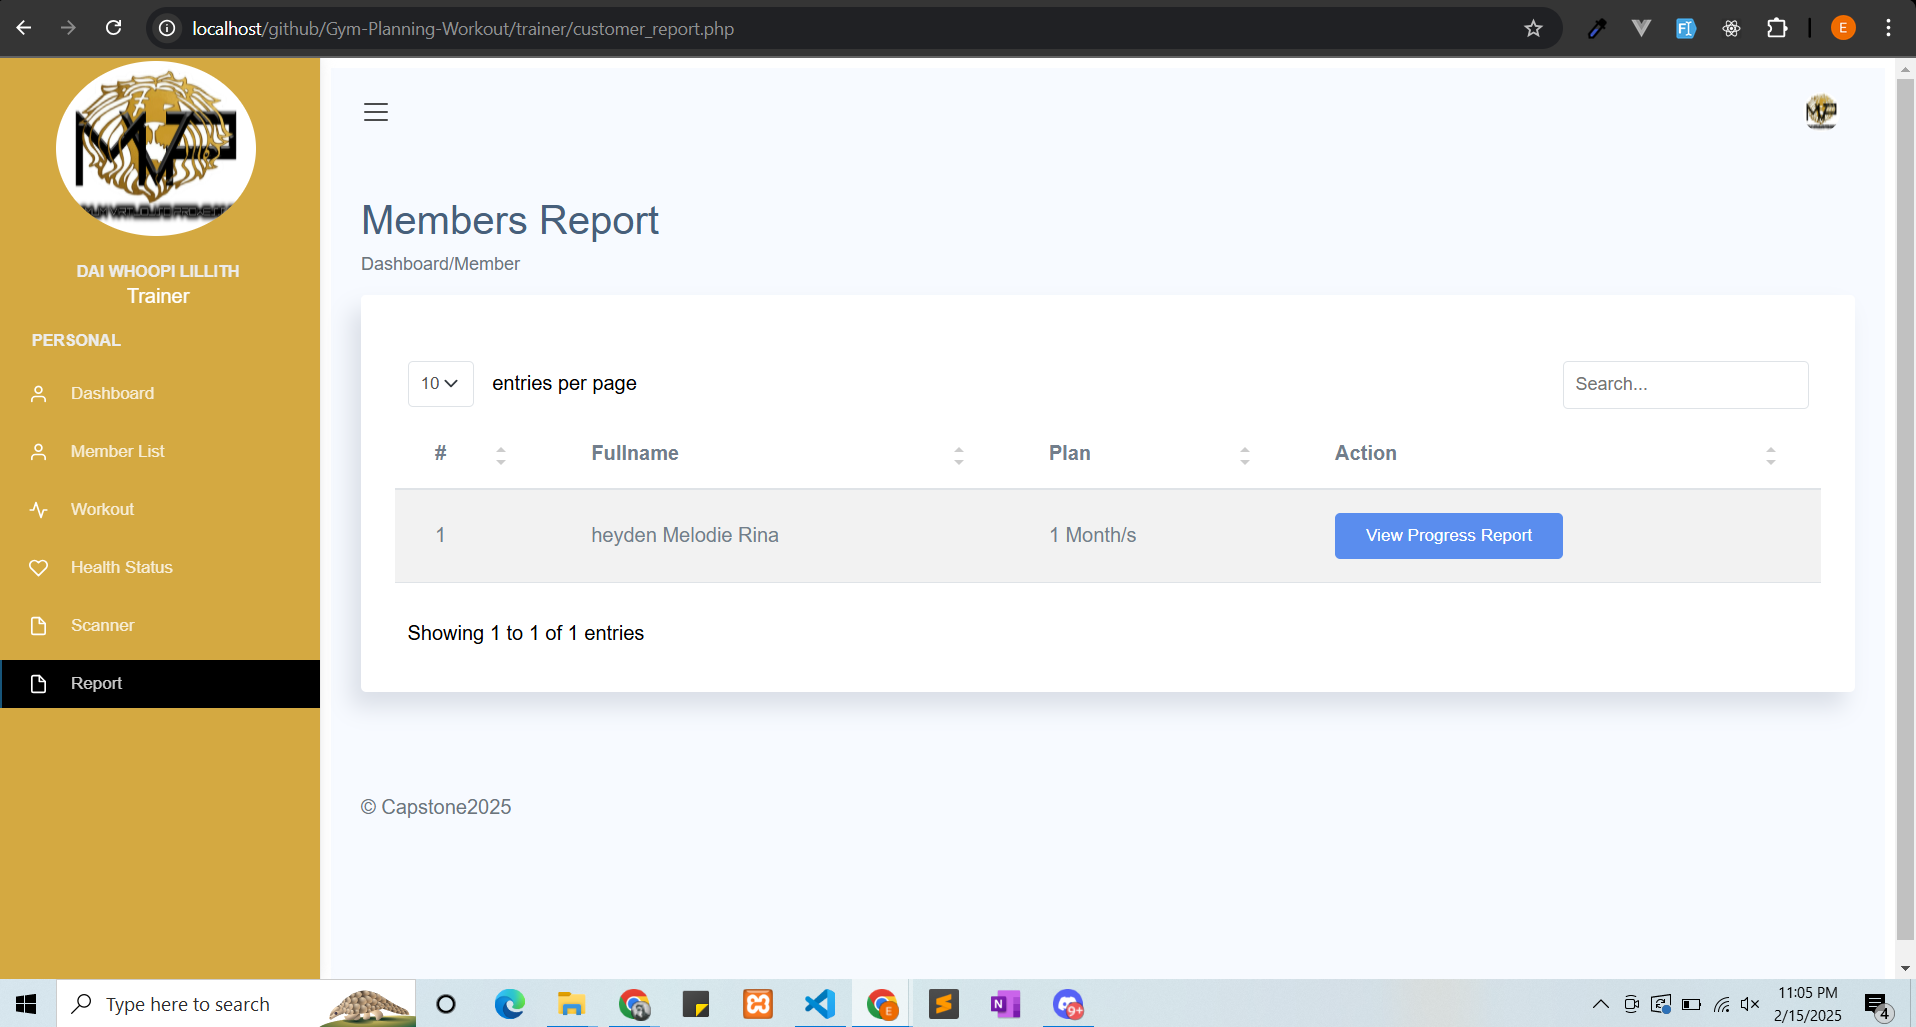 localhost/github/Gym-Planning-Workout/trainer/customer_report.php
E
DAI WHOOPI LILLITH
Trainer
PERSONAL
Dashboard
Member List
Workout
Health Status
Scanner
Report
Members Report
Dashboard/Member
10 entries per page
Search...
# Fullname Plan Action
1 heyden Melodie Rina 1 Month/s View Progress Report
Showing 1 to 1 of 1 entries
© Capstone2025
Type here to search
9+
11:05 PM
2/15/2025
4